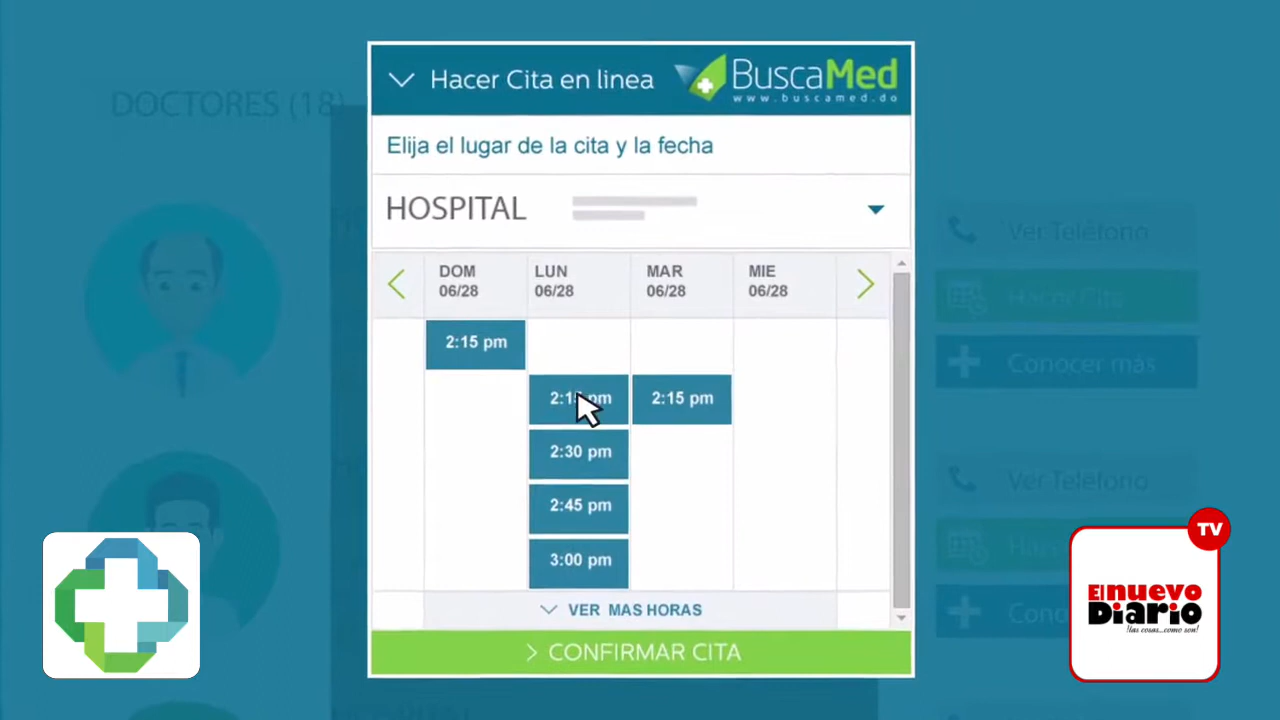 DOCTORES (18)
Hacer Cita en linea
BuscaMed
www.buscamed.do
Elija el lugar de la cita y la fecha
HOSPITAL
DOM LUN MAR MIE
06/28 06/28 06/28 06/28
2:15 pm
2:15 pm 2:15 pm
2:30 pm
2:45 pm
3:00 pm
VER MAS HORAS
CONFIRMAR CITA
Ver Teléfono
Hacer Cita
Conocer más
Ver Teléfono
TV
El nuevo
Diario
¡las cosas...como son!